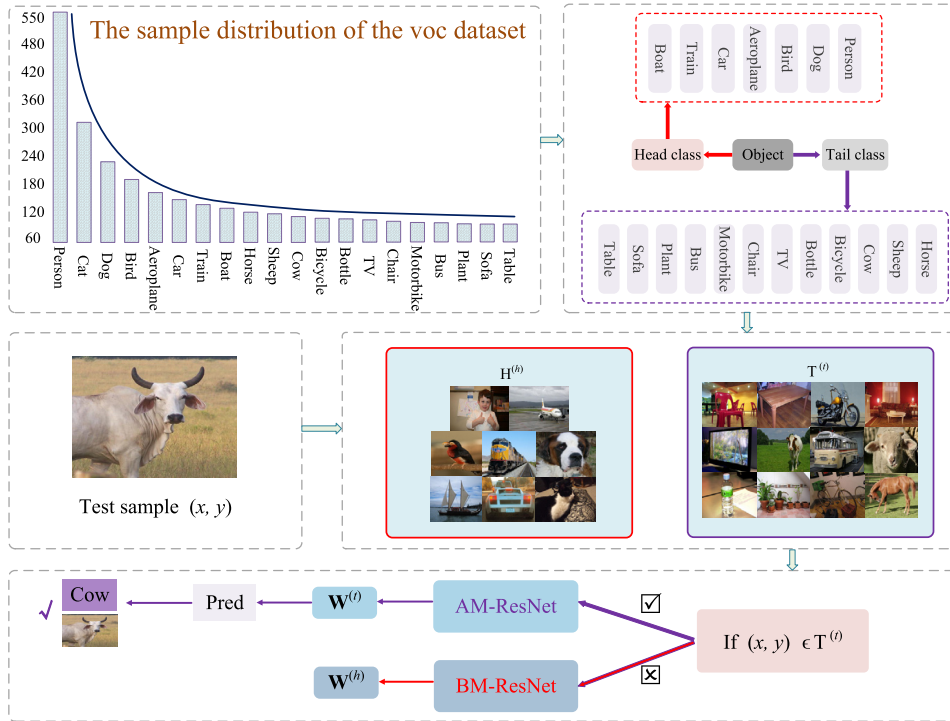 The sample distribution of the voc dataset
550
480
420
360
300
240
180
120
60
Person
Cat
Dog
Bird
Aeroplane
Car
Train
Boat
Horse
Sheep
Cow
Bicycle
Bottle
TV
Chair
Motorbike
Bus
Plant
Sofa
Table
Boat
Train
Car
Aeroplane
Bird
Dog
Person
Head class
Object
Tail class
Table
Sofa
Plant
Bus
Motorbike
Chair
TV
Bottle
Bicycle
Cow
Sheep
Horse
Test sample (x, y)
H(h)
T(t)
Cow
√
Pred
W(t)
AM-ResNet
If (x, y) ϵ T(t)
W(h)
BM-ResNet